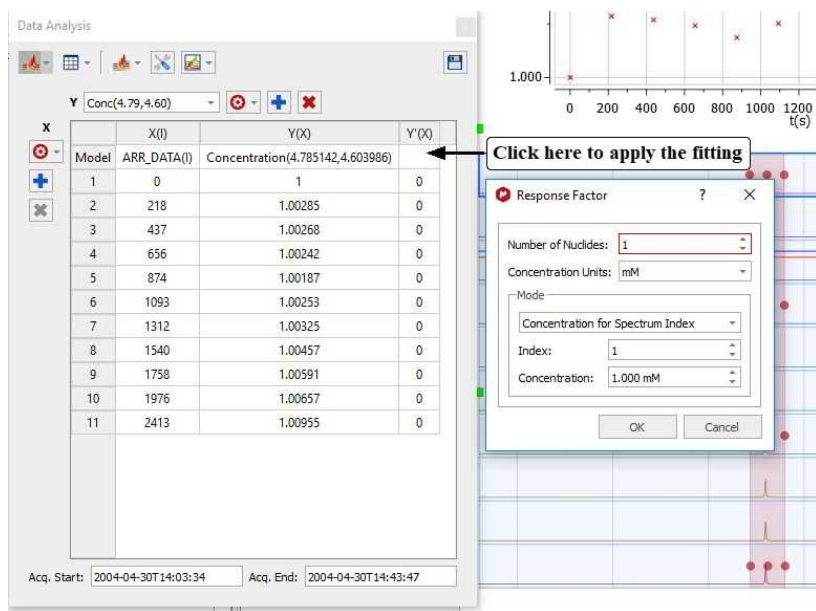 Data Analysis
Y Conc(4.79,4.60)
X
X(I) Y(X) Y'(X)
Model ARR_DATA(I) Concentration(4.785142,4.603986)
1 0 1 0
2 218 1.00285 0
3 437 1.00268 0
4 656 1.00242 0
5 874 1.00187 0
6 1093 1.00253 0
7 1312 1.00325 0
8 1540 1.00457 0
9 1758 1.00591 0
10 1976 1.00657 0
11 2413 1.00955 0
Acq. Start: 2004-04-30T14:03:34 Acq. End: 2004-04-30T14:43:47
1.000
0 200 400 600 800 1000 1200
t(s)
Click here to apply the fitting
Response Factor ? X
Number of Nuclides: 1
Concentration Units: mM
Mode
Concentration for Spectrum Index
Index: 1
Concentration: 1.000 mM
OK Cancel